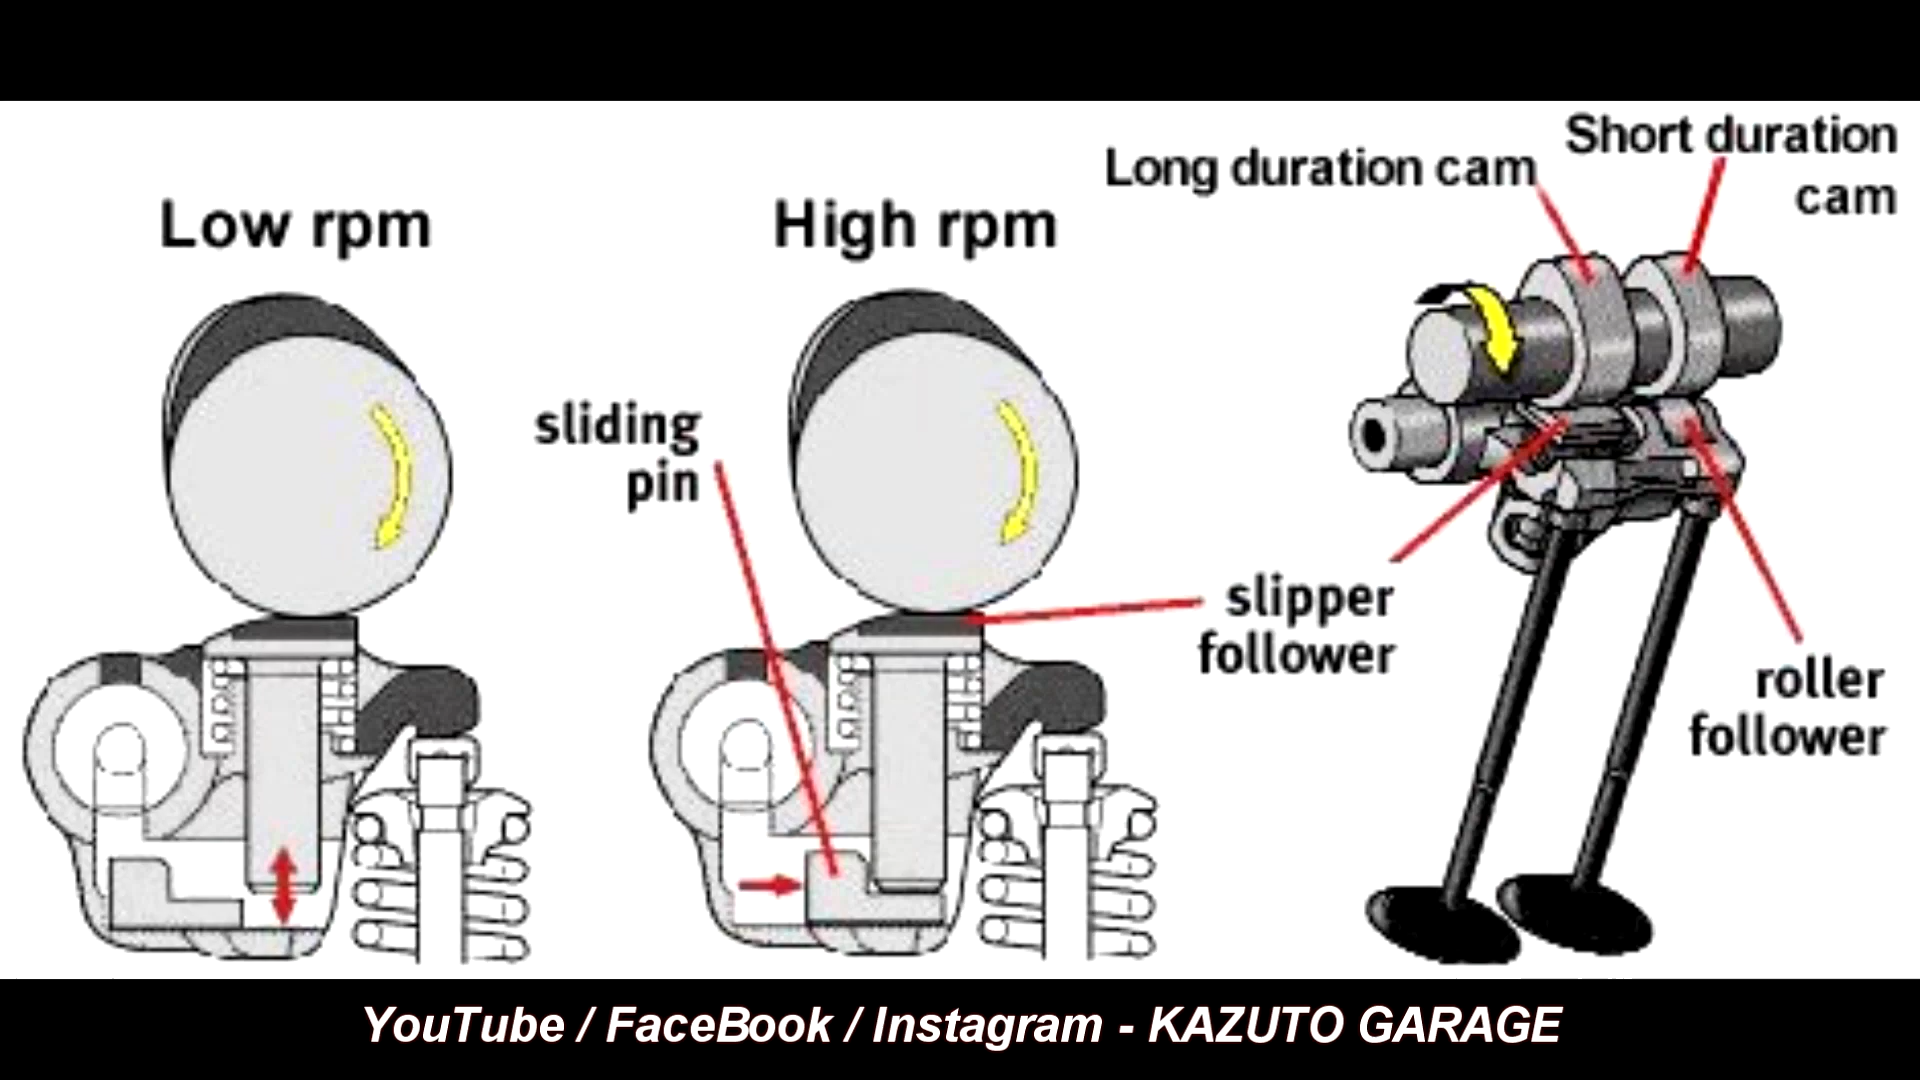 Low rpm
High rpm
Long duration cam
Short duration
cam
sliding
pin
slipper
follower
roller
follower
YouTube / FaceBook / Instagram - KAZUTO GARAGE